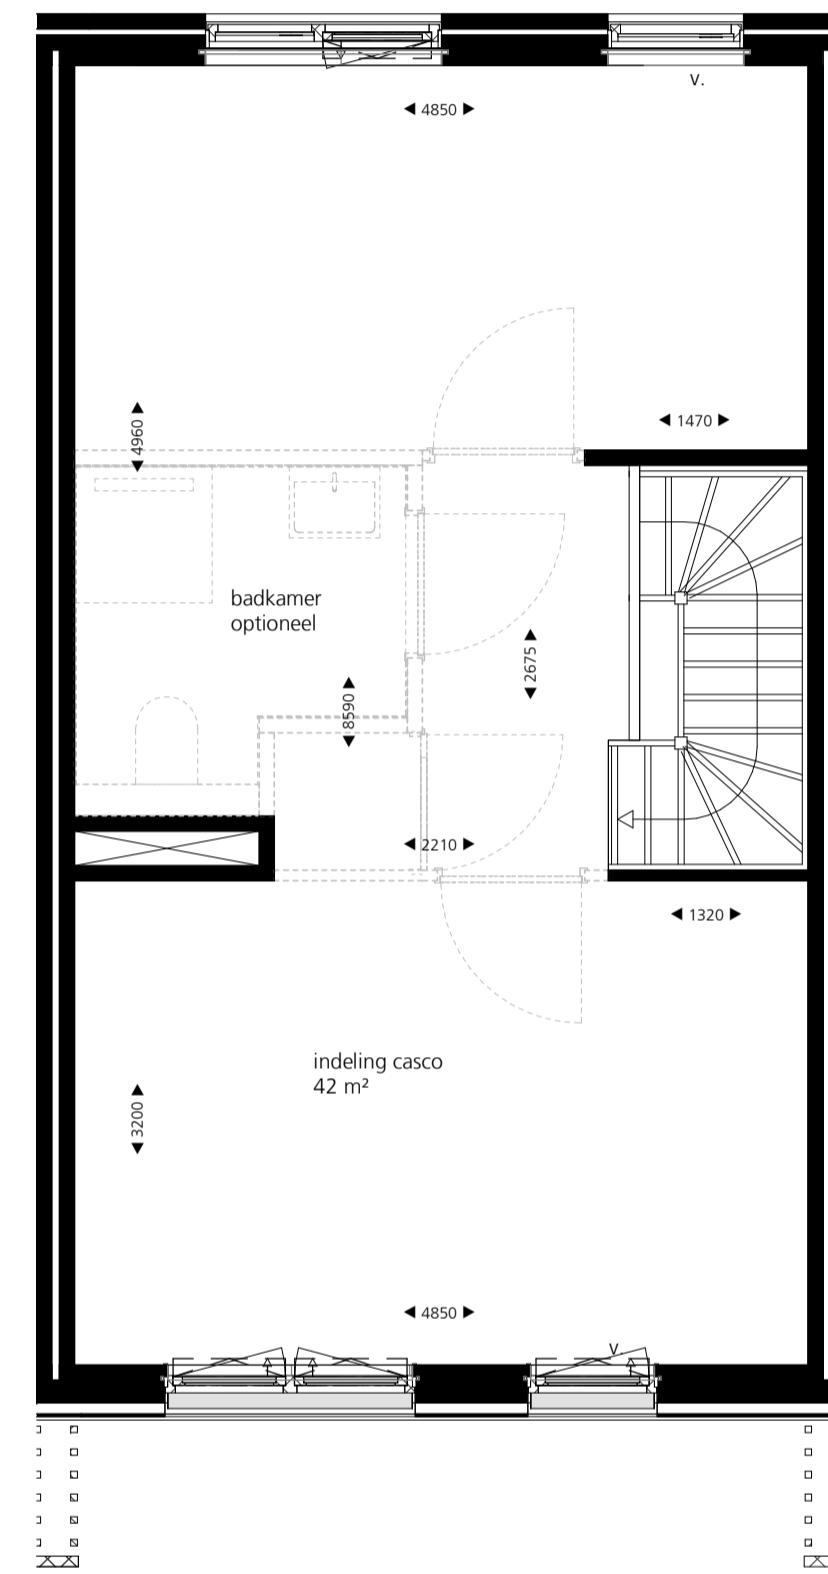 V.
4850
4960
1470
badkamer
optioneel
2675
8590
2210
1320
indeling casco
42 m²
3200
4850
V